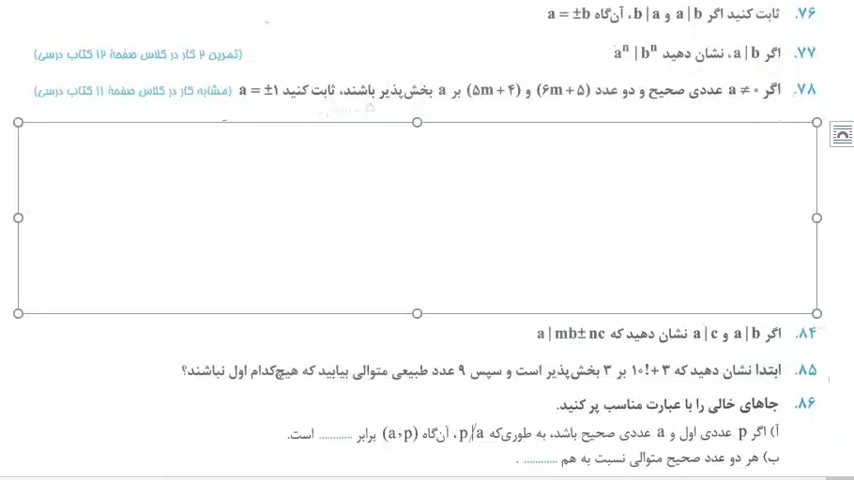 ۷۶. ثابت کنید اگر a | b و b | a، آن‌گاه a = ±b
۷۷. اگر a | b، نشان دهید aⁿ | bⁿ (تمرین ۲ کار در کلاس صفحهٔ ۱۲ کتاب درسی)
۷۸. اگر a ≠ ۰ عددی صحیح و دو عدد (۶m + ۵) و (۵m + ۴) بر a بخش‌پذیر باشند، ثابت کنید a = ±۱ (مشابه کار در کلاس صفحهٔ ۱۱ کتاب درسی)
۸۴. اگر a | b و a | c نشان دهید که a | mb ± nc
۸۵. ابتدا نشان دهید که ۳ + !۱۰ بر ۳ بخش‌پذیر است و سپس ۹ عدد طبیعی متوالی بیابید که هیچ‌کدام اول نباشند؟
۸۶. جاهای خالی را با عبارت مناسب پر کنید.
آ) اگر p عددی اول و a عددی صحیح باشد، به طوری‌که p ∤ a، آن‌گاه (a,p) برابر ........... است.
ب) هر دو عدد صحیح متوالی نسبت به هم ........... .